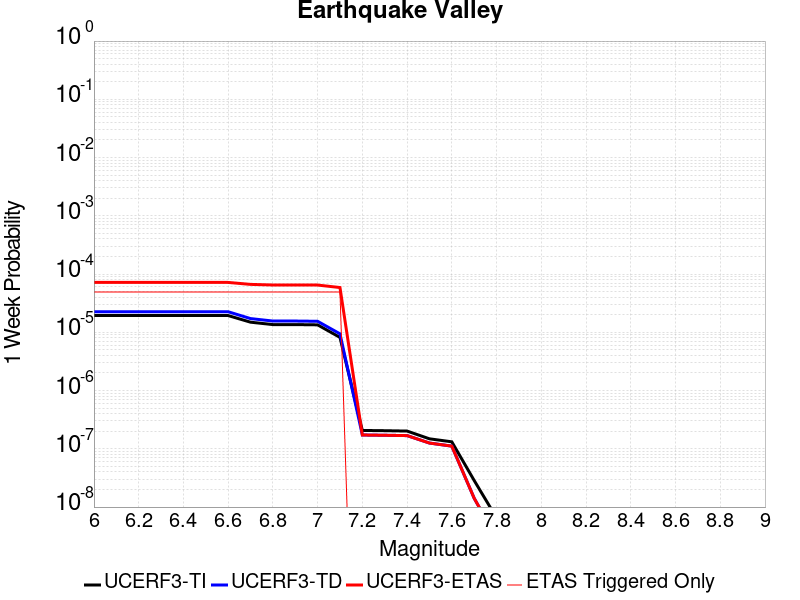 Earthquake Valley
10^0
10^-1
10^-2
10^-3
10^-4
10^-5
10^-6
10^-7
10^-8
1 Week Probability
6 6.2 6.4 6.6 6.8 7 7.2 7.4 7.6 7.8 8 8.2 8.4 8.6 8.8 9
Magnitude
UCERF3-TI UCERF3-TD UCERF3-ETAS ETAS Triggered Only